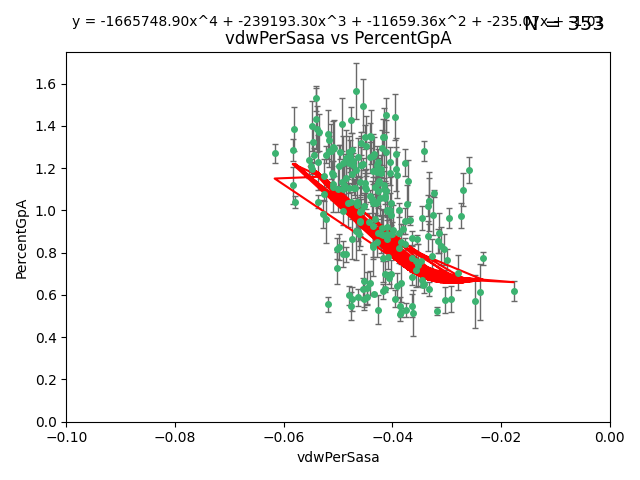 y = -1665748.90x^4 + -239193.30x^3 + -11659.36x^2 + -235.07x +
N = 353
vdwPerSasa vs PercentGpA
PercentGpA
1.6
1.4
1.2
1.0
0.8
0.6
0.4
0.2
0.0
−0.10 −0.08 −0.06 −0.04 −0.02 0.00
vdwPerSasa